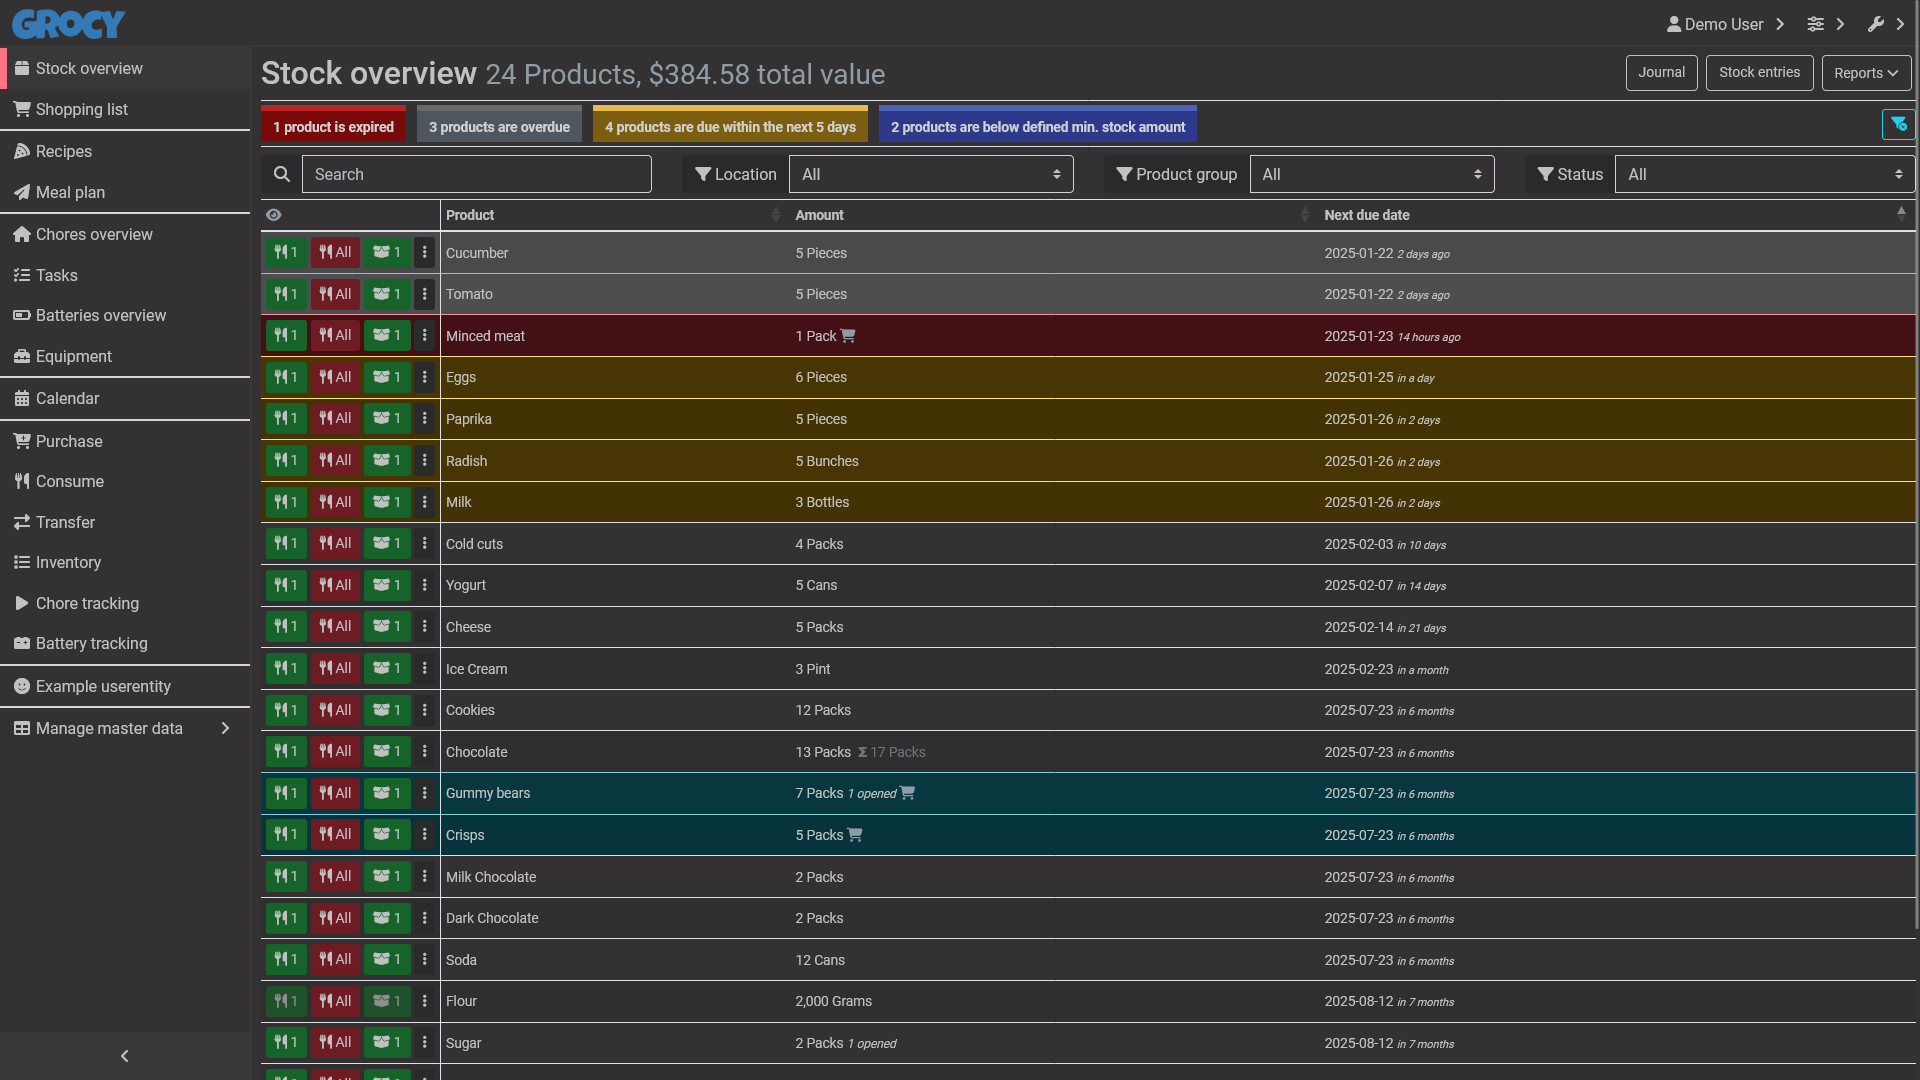 GROCY
Demo User
Stock overview
Shopping list
Recipes
Meal plan
Chores overview
Tasks
Batteries overview
Equipment
Calendar
Purchase
Consume
Transfer
Inventory
Chore tracking
Battery tracking
Example userentity
Manage master data
Stock overview 24 Products, $384.58 total value
Journal Stock entries Reports
1 product is expired 3 products are overdue 4 products are due within the next 5 days 2 products are below defined min. stock amount
Search Location All Product group All Status All
Product Amount Next due date
1 All 1 Cucumber 5 Pieces 2025-01-22 2 days ago
1 All 1 Tomato 5 Pieces 2025-01-22 2 days ago
1 All 1 Minced meat 1 Pack 2025-01-23 14 hours ago
1 All 1 Eggs 6 Pieces 2025-01-25 in a day
1 All 1 Paprika 5 Pieces 2025-01-26 in 2 days
1 All 1 Radish 5 Bunches 2025-01-26 in 2 days
1 All 1 Milk 3 Bottles 2025-01-26 in 2 days
1 All 1 Cold cuts 4 Packs 2025-02-03 in 10 days
1 All 1 Yogurt 5 Cans 2025-02-07 in 14 days
1 All 1 Cheese 5 Packs 2025-02-14 in 21 days
1 All 1 Ice Cream 3 Pint 2025-02-23 in a month
1 All 1 Cookies 12 Packs 2025-07-23 in 6 months
1 All 1 Chocolate 13 Packs Σ 17 Packs 2025-07-23 in 6 months
1 All 1 Gummy bears 7 Packs 1 opened 2025-07-23 in 6 months
1 All 1 Crisps 5 Packs 2025-07-23 in 6 months
1 All 1 Milk Chocolate 2 Packs 2025-07-23 in 6 months
1 All 1 Dark Chocolate 2 Packs 2025-07-23 in 6 months
1 All 1 Soda 12 Cans 2025-07-23 in 6 months
1 All 1 Flour 2,000 Grams 2025-08-12 in 7 months
1 All 1 Sugar 2 Packs 1 opened 2025-08-12 in 7 months